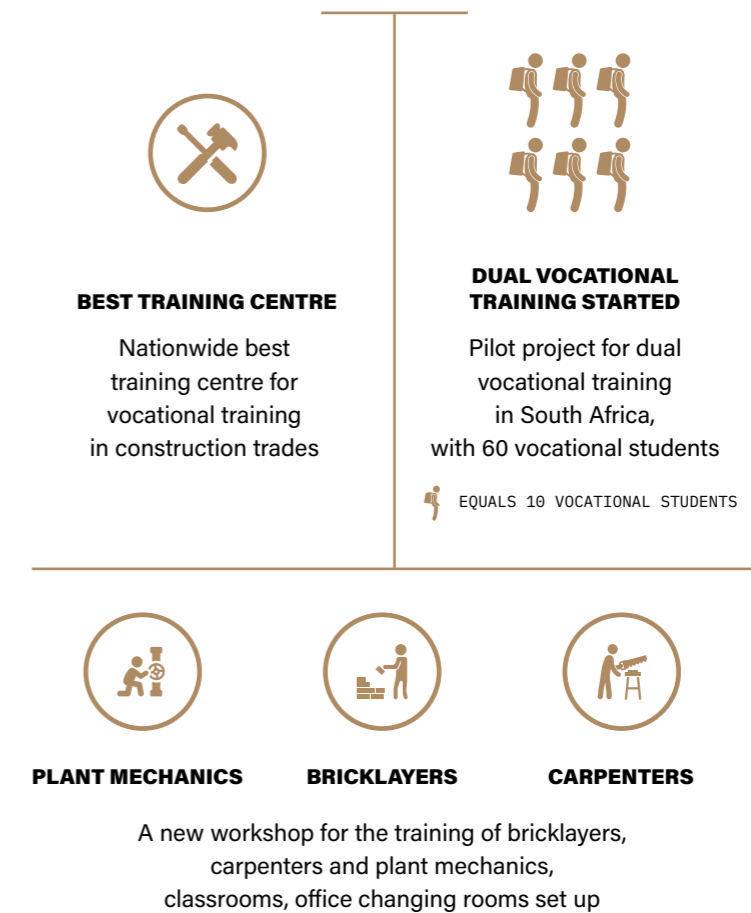 BEST TRAINING CENTRE
Nationwide best
training centre for
vocational training
in construction trades
DUAL VOCATIONAL
TRAINING STARTED
Pilot project for dual
vocational training
in South Africa,
with 60 vocational students
EQUALS 10 VOCATIONAL STUDENTS
PLANT MECHANICS
BRICKLAYERS
CARPENTERS
A new workshop for the training of bricklayers,
carpenters and plant mechanics,
classrooms, office changing rooms set up